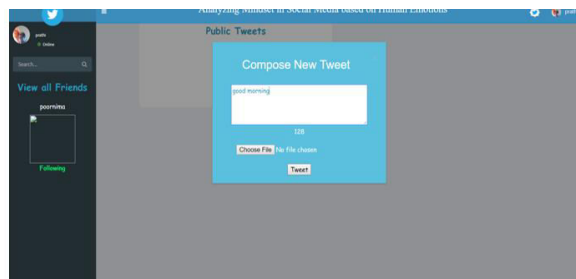 Analyzing Mindset in Social Media based on Human Emotions
Online
Search...
View all Friends
poornima
Following
Public Tweets
Compose New Tweet
good morning
128
Choose File No file chosen
Tweet